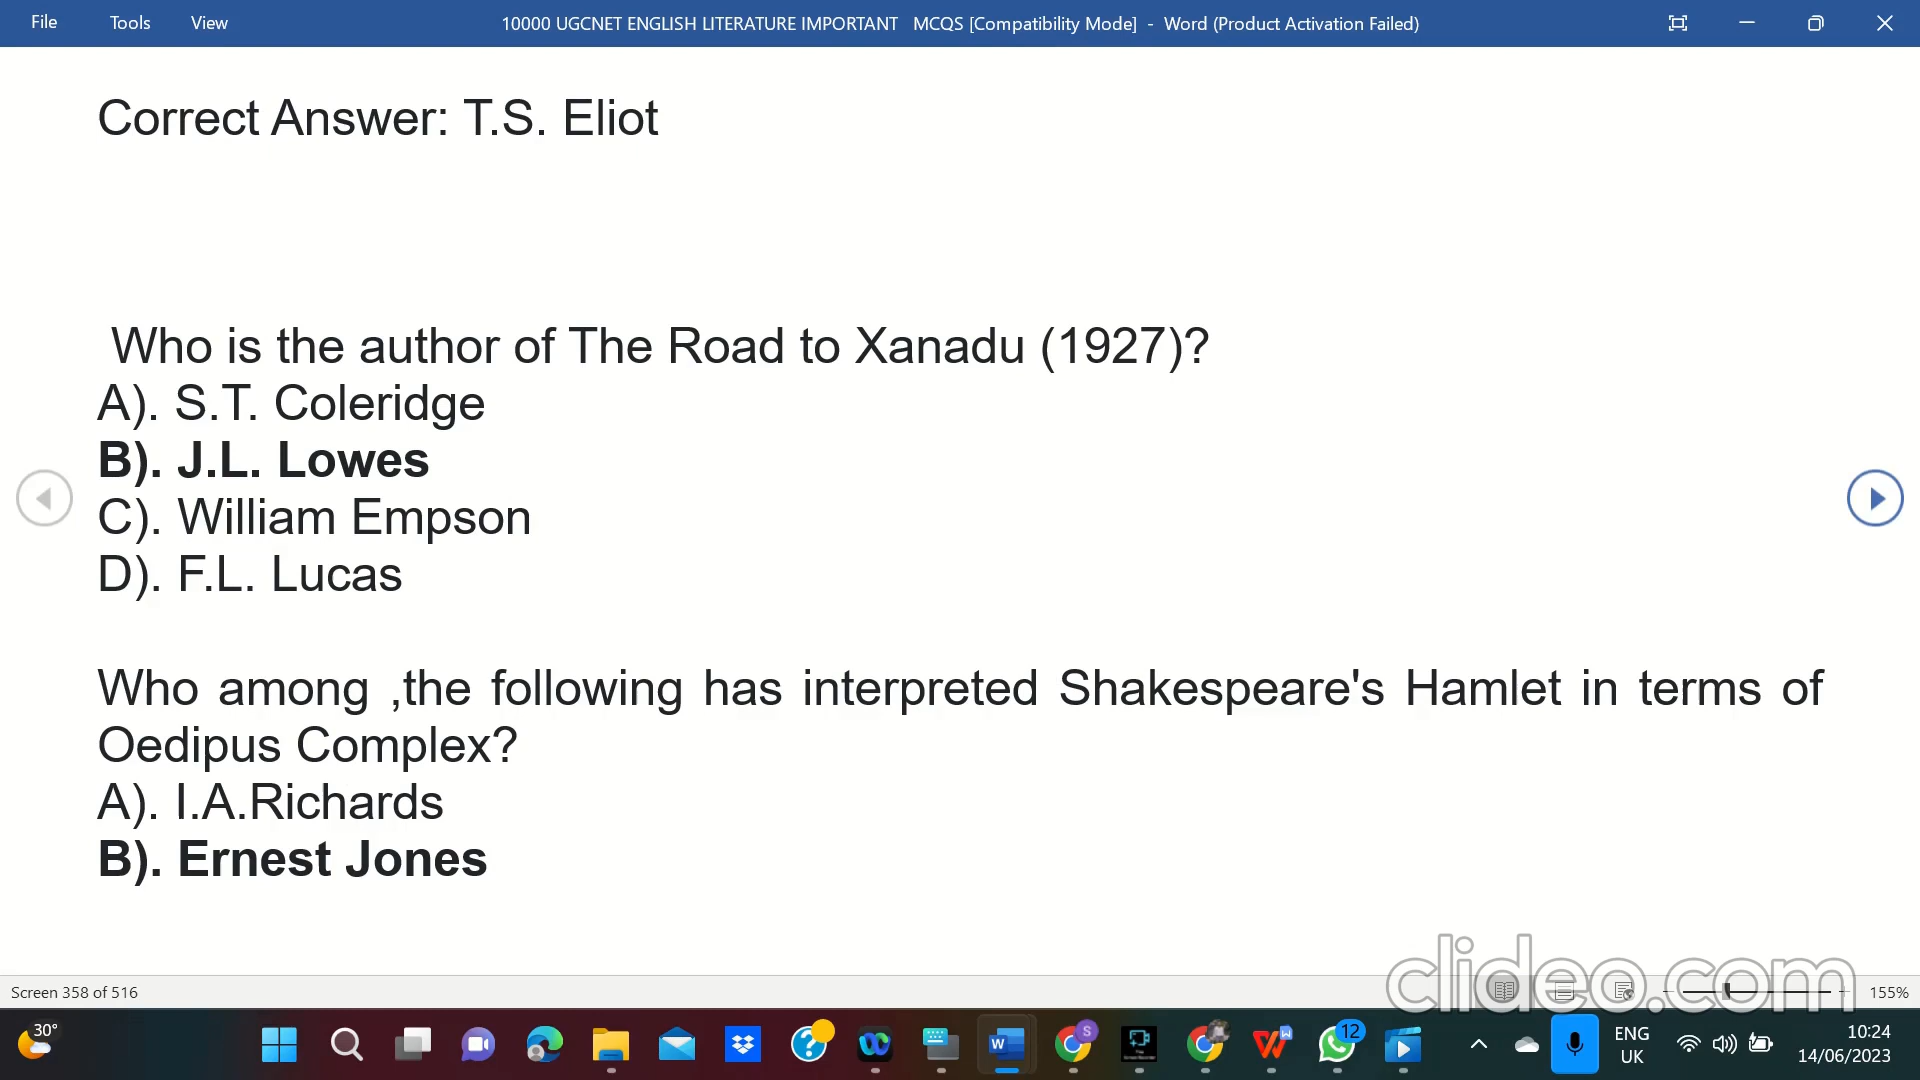 File Tools View 10000 UGCNET ENGLISH LITERATURE IMPORTANT MCQS [Compatibility Mode] - Word (Product Activation Failed)
Correct Answer: T.S. Eliot
Who is the author of The Road to Xanadu (1927)?
A). S.T. Coleridge
B). J.L. Lowes
C). William Empson
D). F.L. Lucas
Who among ,the following has interpreted Shakespeare's Hamlet in terms of
Oedipus Complex?
A). I.A.Richards
B). Ernest Jones
clideo.com
Screen 358 of 516 155%
30° S 12 ENG 10:24
UK 14/06/2023